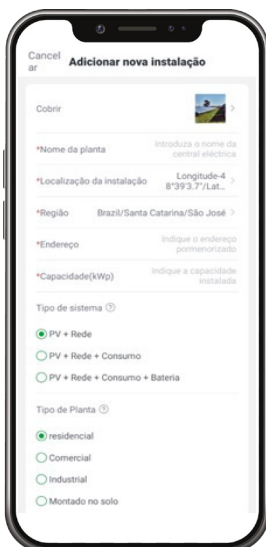 Cancel
ar
Adicionar nova instalação
Cobrir
*Nome da planta
Introduza o nome da
central eléctrica
*Localização da instalação
Longitude-4
8°39'3.7"/Lat...
*Região
Brazil/Santa Catarina/São José
*Endereço
Indique o endereço
pormenorizado
*Capacidade(kWp)
Indique a capacidade
instalada
Tipo de sistema
PV + Rede
PV + Rede + Consumo
PV + Rede + Consumo + Bateria
Tipo de Planta
residencial
Comercial
Industrial
Montado no solo